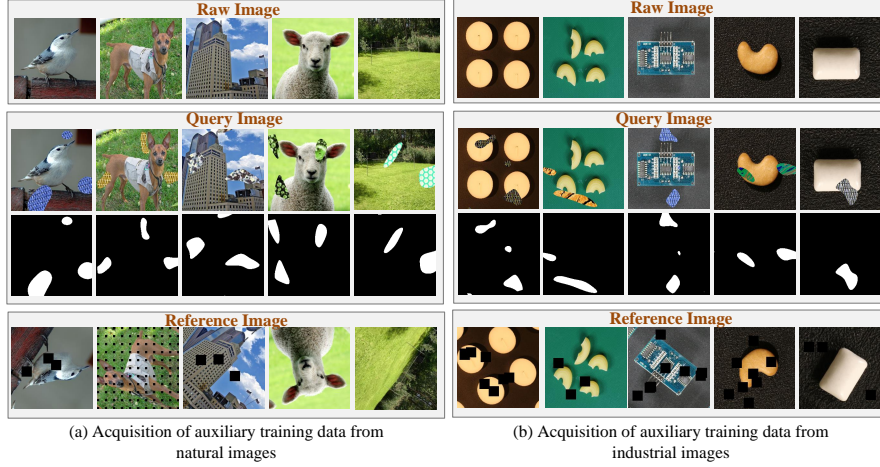 Raw Image
Query Image
Reference Image
(a) Acquisition of auxiliary training data from
natural images
Raw Image
Query Image
Reference Image
(b) Acquisition of auxiliary training data from
industrial images